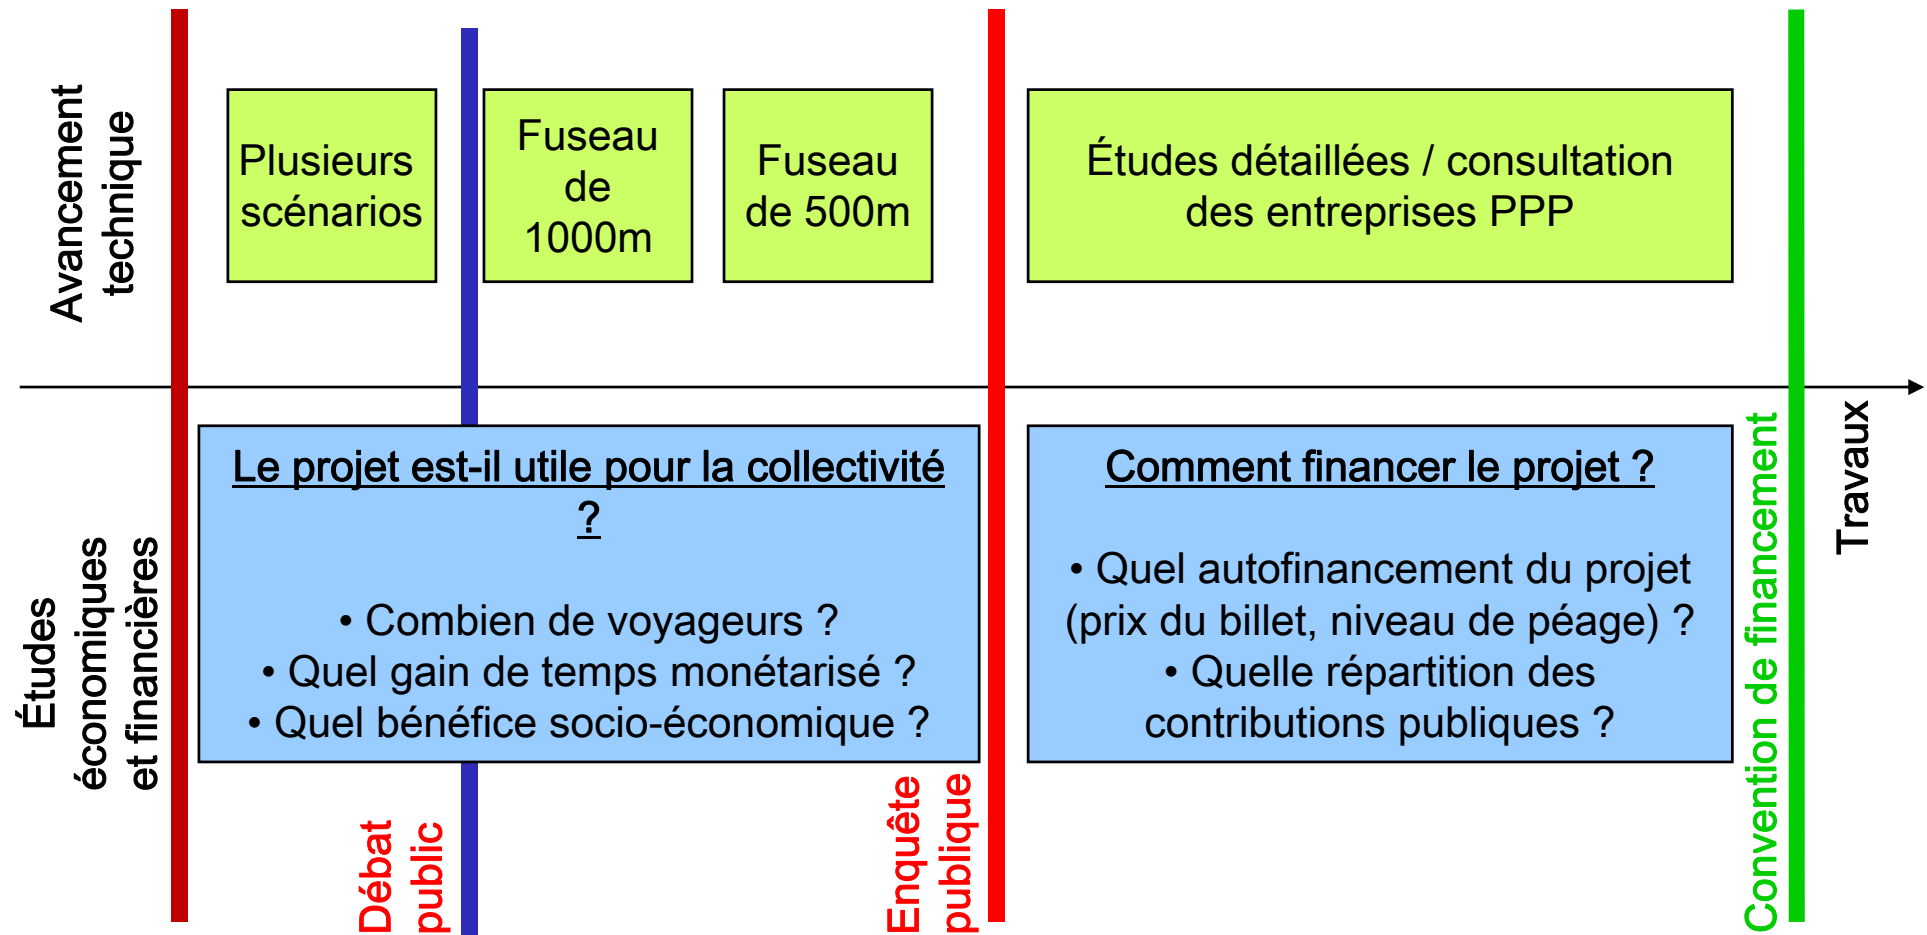 Avancement
technique
Plusieurs
scénarios
Fuseau
de
1000m
Fuseau
de 500m
Études détaillées / consultation
des entreprises PPP
Études
économiques
et financières
Le projet est-il utile pour la collectivité
?
• Combien de voyageurs ?
• Quel gain de temps monétarisé ?
• Quel bénéfice socio-économique ?
Débat
public
Enquête
publique
Comment financer le projet ?
• Quel autofinancement du projet
(prix du billet, niveau de péage) ?
• Quelle répartition des
contributions publiques ?
Convention de financement
Travaux